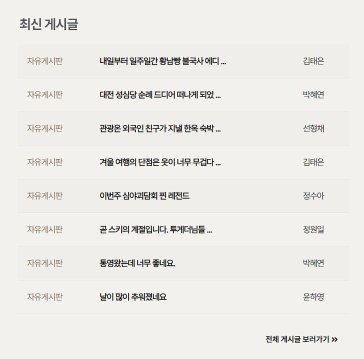 최신 게시글
자유게시판 내일부터 일주일간 황남빵 불국사 에디 ... 김태은
자유게시판 대전 성심당 순례 드디어 떠나게 되었 ... 박혜연
자유게시판 관광온 외국인 친구가 지낼 한옥 숙박 ... 선형채
자유게시판 겨울 여행의 단점은 옷이 너무 무겁다 ... 김태은
자유게시판 이번주 심야괴담회 찐 레전드 정수아
자유게시판 곧 스키의 계절입니다. 투게더님들 ... 정원일
자유게시판 통영왔는데 너무 좋네요. 박혜연
자유게시판 날이 많이 추워졌네요 윤하영
전체 게시글 보러가기 »